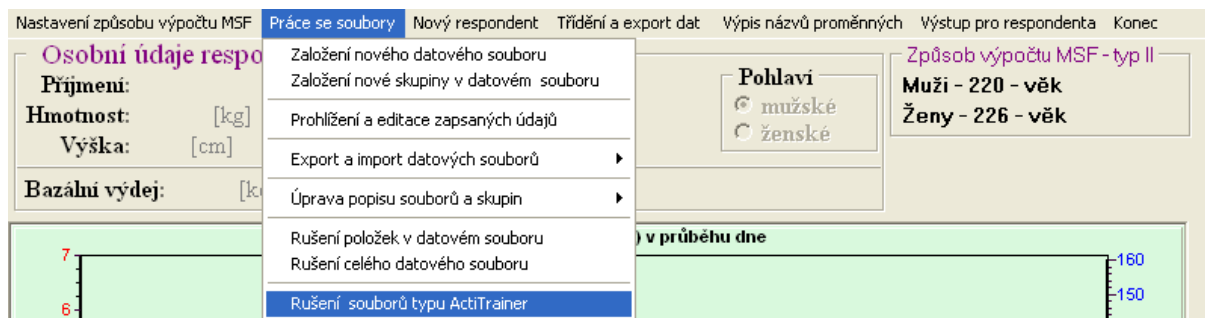 Nastavení způsobu výpočtu MSF Práce se soubory Nový respondent Třídění a export dat Výpis názvů proměnných Výstup pro respondenta Konec
Osobní údaje respo
Příjmení:
Hmotnost: [kg]
Výška: [cm]
Bazální výdej:
Založení nového datového souboru
Založení nové skupiny v datovém souboru
Prohlížení a editace zapsaných údajů
Export a import datových souborů
Úprava popisu souborů a skupin
Rušení položek v datovém souboru
Rušení celého datového souboru
Rušení souborů typu ActiTrainer
Pohlaví
mužské
ženské
Způsob výpočtu MSF - typ II
Muži - 220 - věk
Ženy - 226 - věk
) v průběhu dne
7
6
160
150